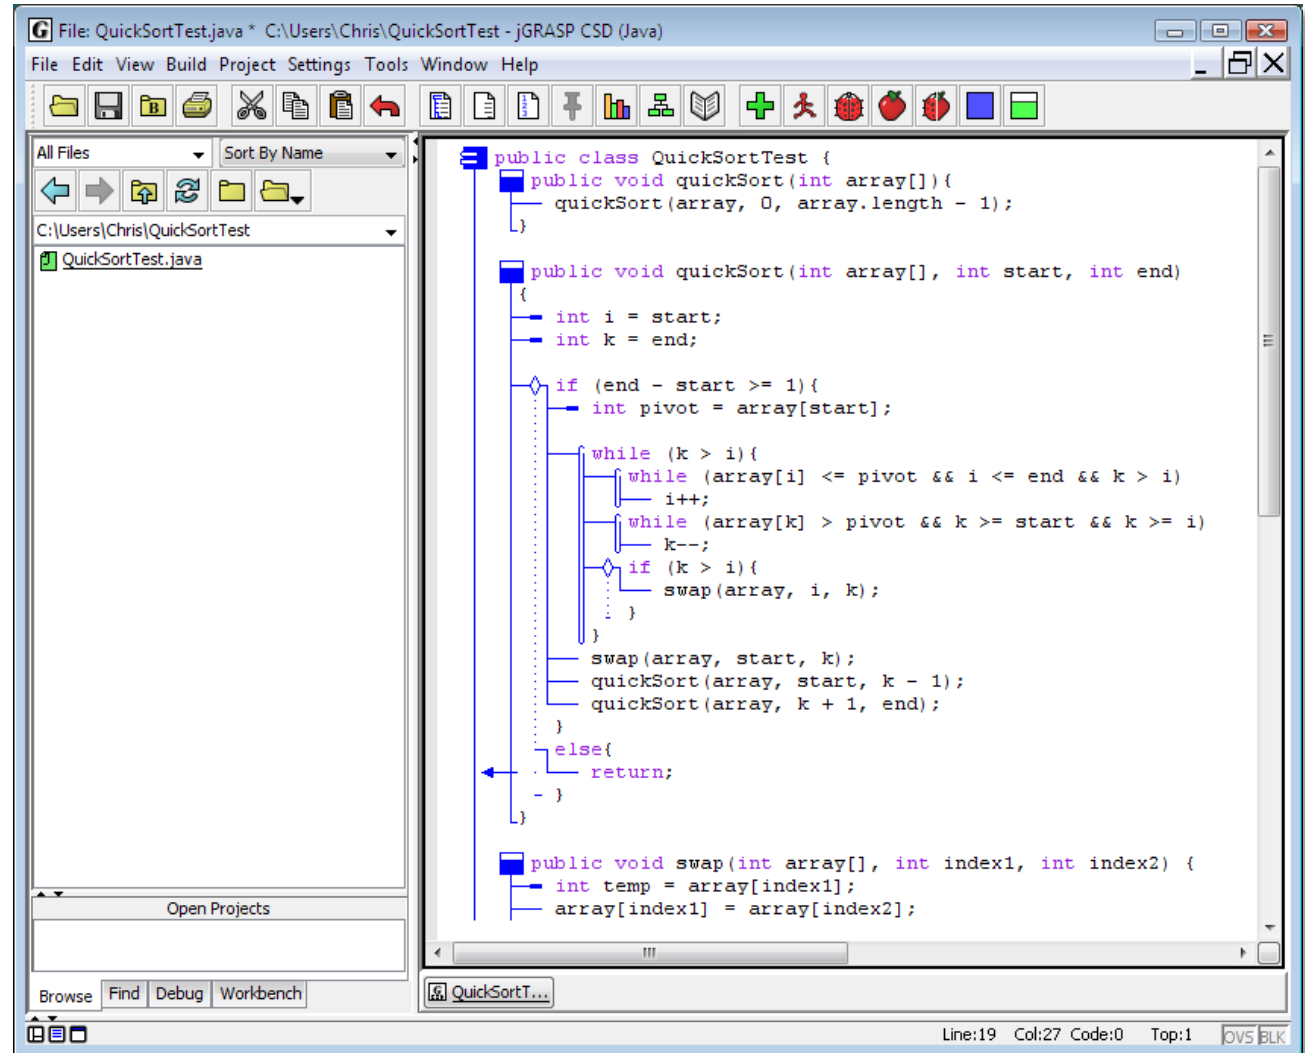 File: QuickSortTest.java * C:\Users\Chris\QuickSortTest - jGRASP CSD (Java)
File Edit View Build Project Settings Tools Window Help
All Files
Sort By Name
C:\Users\Chris\QuickSortTest
QuickSortTest.java
Open Projects
Browse Find Debug Workbench
public class QuickSortTest {
public void quickSort(int array[]){
quickSort(array, 0, array.length - 1);
}
public void quickSort(int array[], int start, int end)
{
int i = start;
int k = end;
if (end - start >= 1){
int pivot = array[start];
while (k > i){
while (array[i] <= pivot && i <= end && k > i)
i++;
while (array[k] > pivot && k >= start && k >= i)
k--;
if (k > i){
swap(array, i, k);
}
}
swap(array, start, k);
quickSort(array, start, k - 1);
quickSort(array, k + 1, end);
}
else{
return;
}
}
public void swap(int array[], int index1, int index2) {
int temp = array[index1];
array[index1] = array[index2];
QuickSortT...
Line:19 Col:27 Code:0 Top:1 OVS BLK